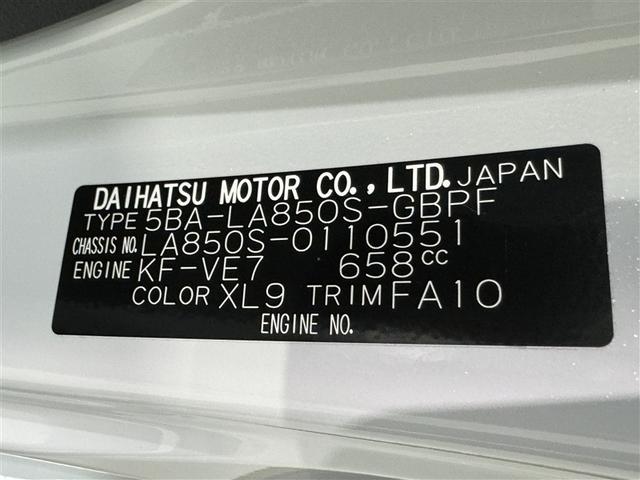 DAIHATSU MOTOR CO., LTD. JAPAN
TYPE 5BA-LA850S-GBPF
CHASSIS NO. LA850S-0110551
ENGINE KF-VE7 658cc
COLOR XL9 TRIM FA10
ENGINE NO.